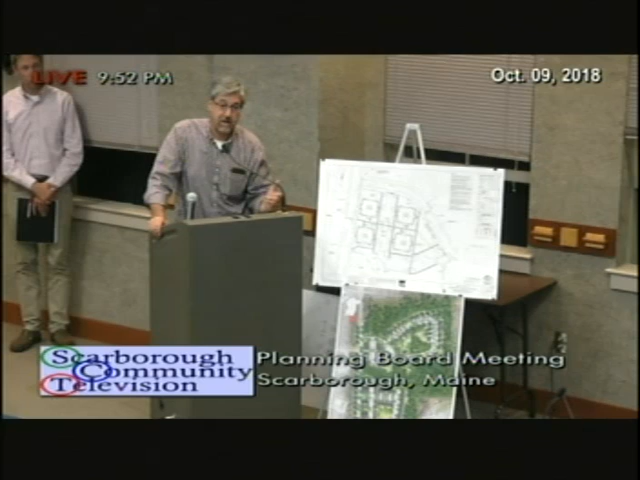 LIVE 9:52 PM
Oct. 09, 2018
Scarborough
Community
Television
Planning Board Meeting
Scarborough, Maine